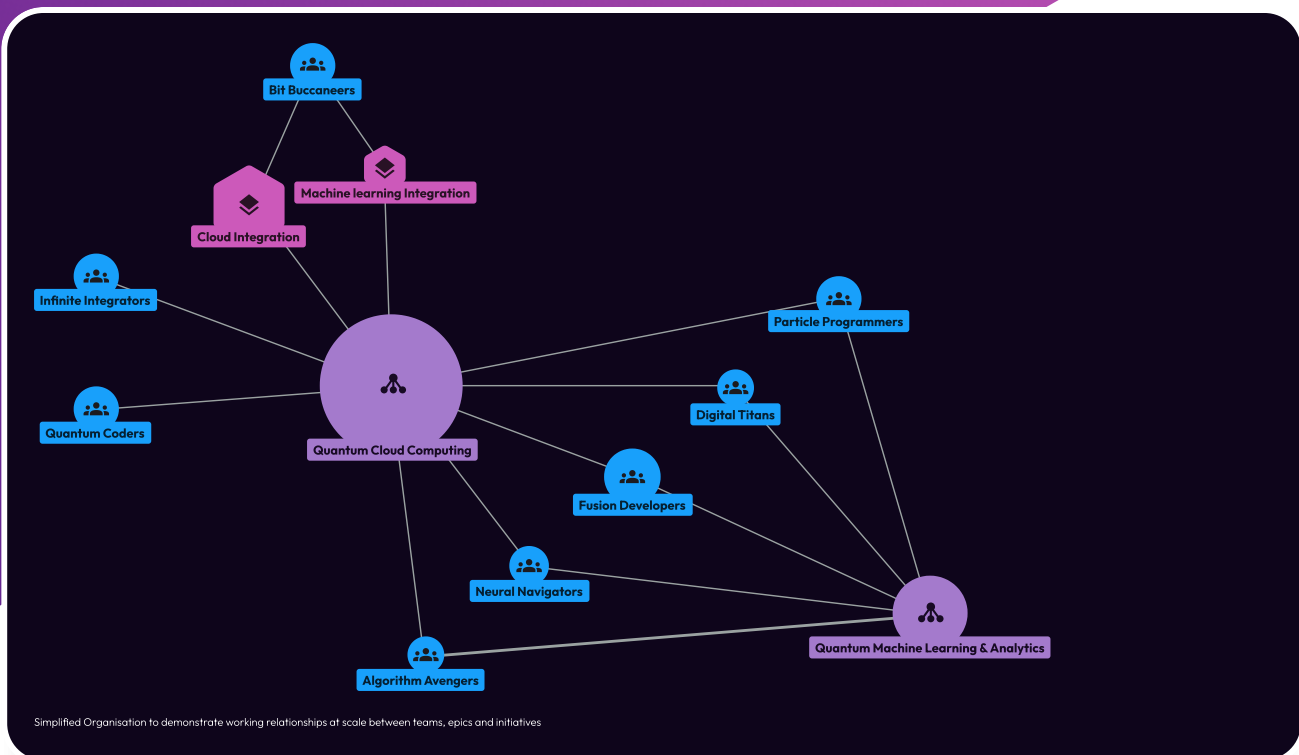 Bit Buccaneers
Machine learning Integration
Cloud Integration
Infinite Integrators
Particle Programmers
Digital Titans
Quantum Coders
Quantum Cloud Computing
Fusion Developers
Neural Navigators
Quantum Machine Learning & Analytics
Algorithm Avengers
Simplified Organisation to demonstrate working relationships at scale between teams, epics and initiatives